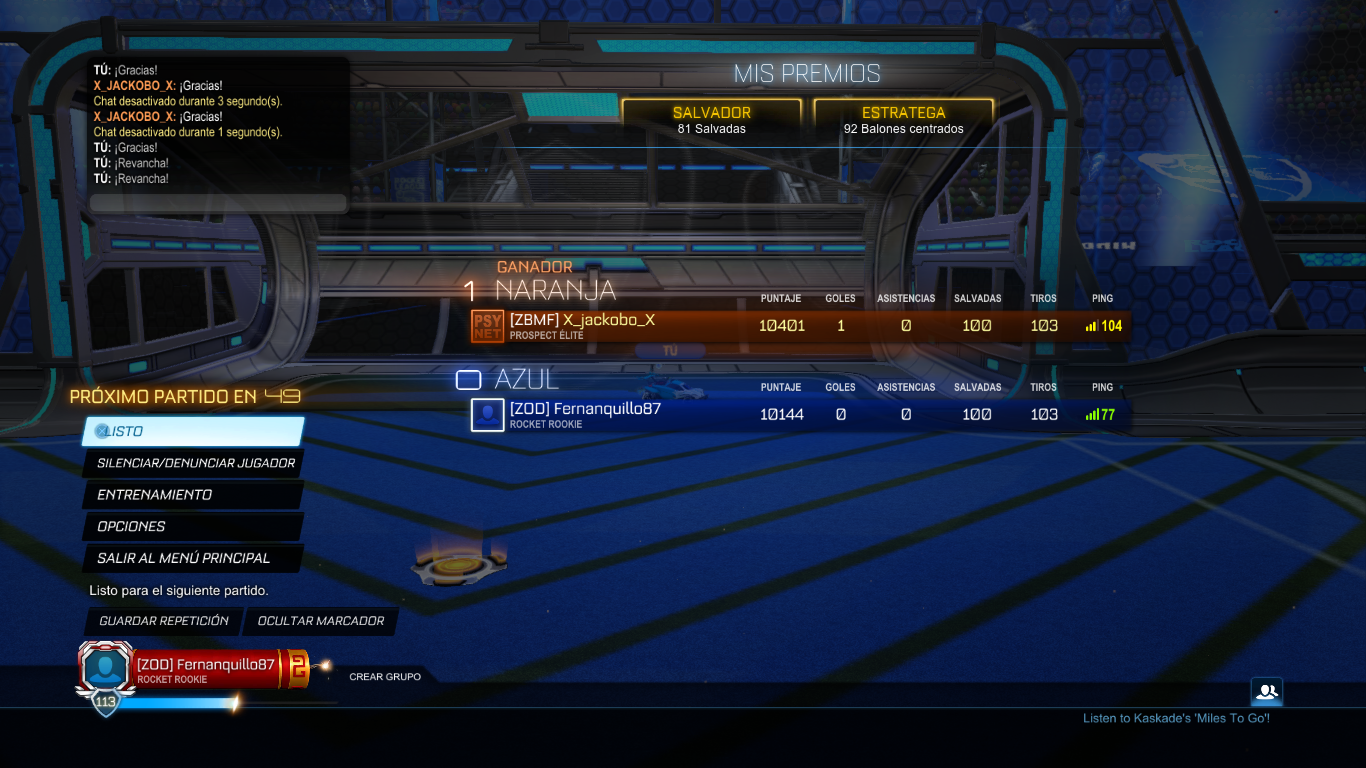 TÚ: ¡Gracias!
X_JACKOBO_X: ¡Gracias!
Chat desactivado durante 3 segundo(s).
X_JACKOBO_X: ¡Gracias!
Chat desactivado durante 1 segundo(s).
TÚ: ¡Gracias!
TÚ: ¡Revancha!
TÚ: ¡Revancha!
MIS PREMIOS
SALVADOR
81 Salvadas
ESTRATEGA
92 Balones centrados
GANADOR
1 NARANJA
PUNTAJE GOLES ASISTENCIAS SALVADAS TIROS PING
PSY NET
[ZBMF] X_jackobo_X 10401 1 0 100 103 104
PROSPECT ÉLITE
TÚ
0 AZUL
PUNTAJE GOLES ASISTENCIAS SALVADAS TIROS PING
[ZOD] Fernanquillo87 10144 0 0 100 103 77
ROCKET ROOKIE
PRÓXIMO PARTIDO EN 49
LISTO
SILENCIAR/DENUNCIAR JUGADOR
ENTRENAMIENTO
OPCIONES
SALIR AL MENÚ PRINCIPAL
Listo para el siguiente partido.
GUARDAR REPETICIÓN
OCULTAR MARCADOR
[ZOD] Fernanquillo87
ROCKET ROOKIE
113
CREAR GRUPO
Listen to Kaskade's 'Miles To Go'!